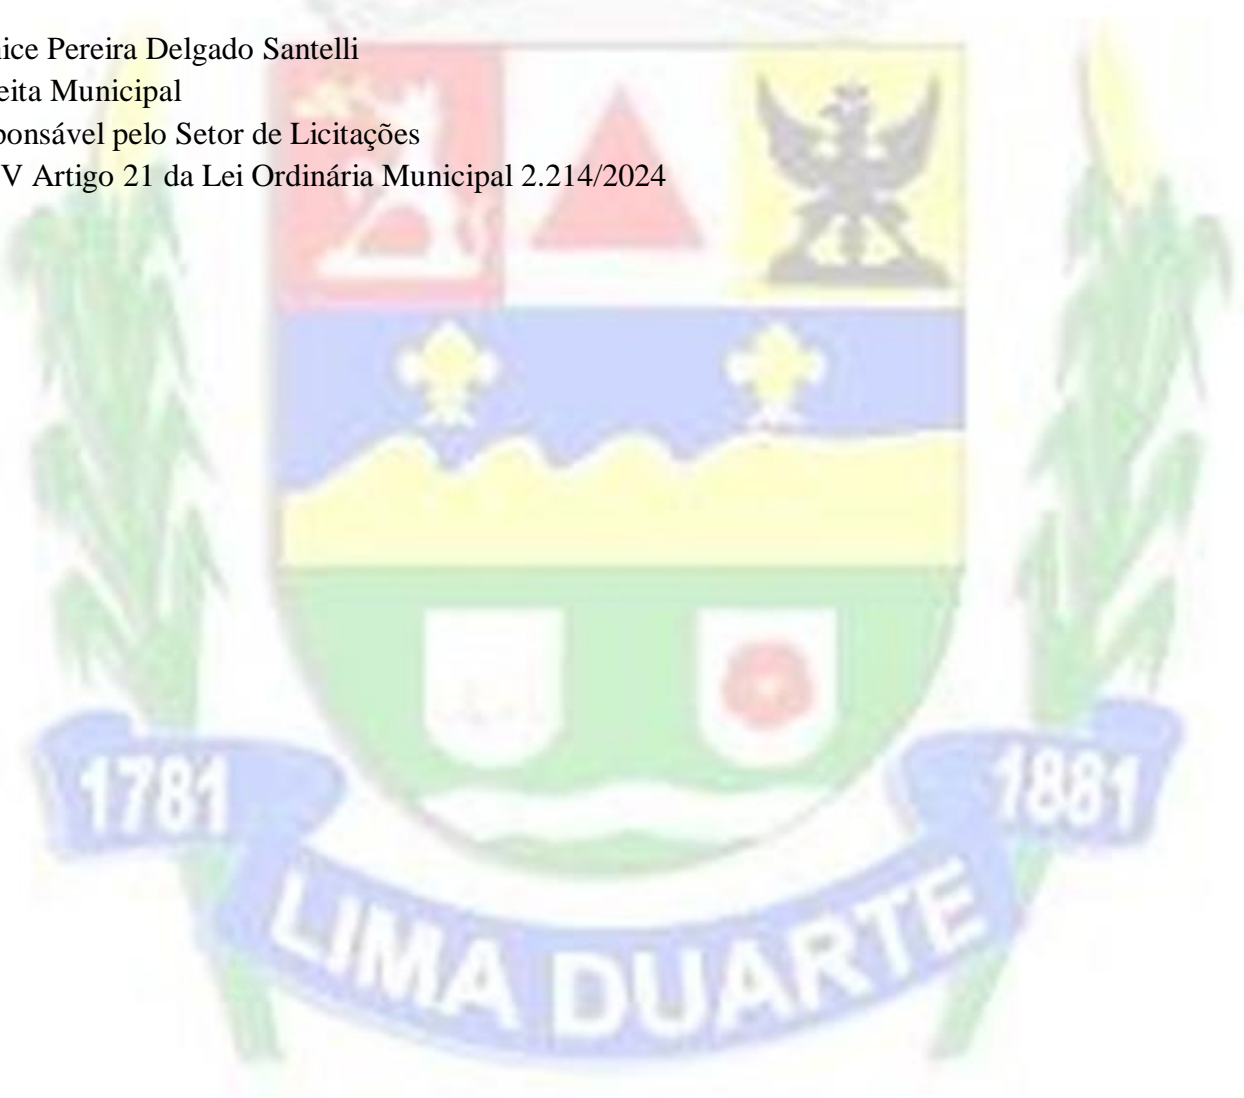 ice Pereira Delgado Santelli
eita Municipal
ponsável pelo Setor de Licitações
V Artigo 21 da Lei Ordinária Municipal 2.214/2024
1781
1881
LIMA DUARTE